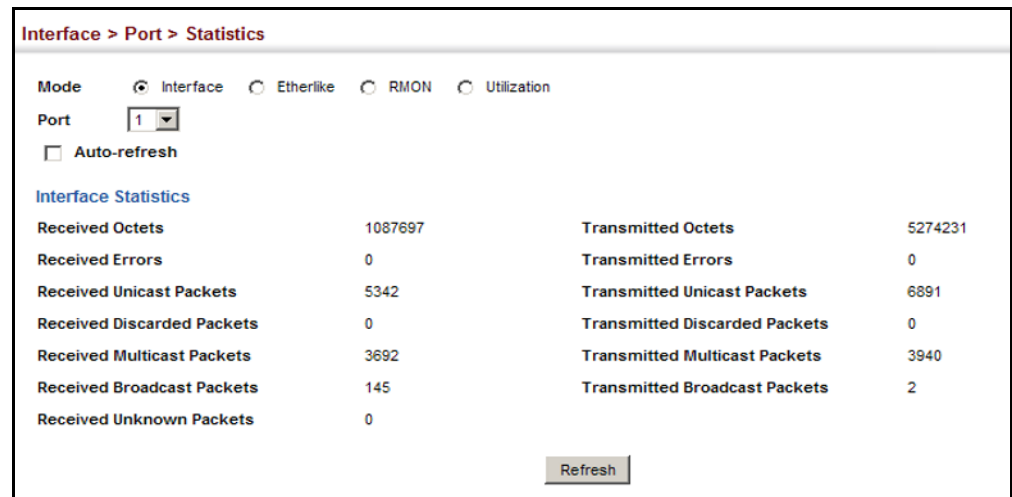 Interface > Port > Statistics
Mode Interface Etherlike RMON Utilization
Port 1
Auto-refresh
Interface Statistics
Received Octets 1087697 Transmitted Octets 5274231
Received Errors 0 Transmitted Errors 0
Received Unicast Packets 5342 Transmitted Unicast Packets 6891
Received Discarded Packets 0 Transmitted Discarded Packets 0
Received Multicast Packets 3692 Transmitted Multicast Packets 3940
Received Broadcast Packets 145 Transmitted Broadcast Packets 2
Received Unknown Packets 0
Refresh